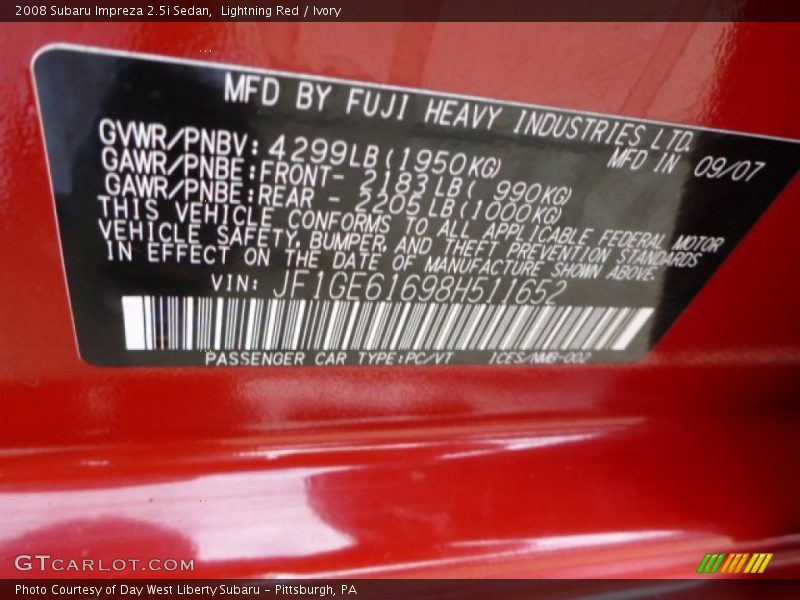 2008 Subaru Impreza 2.5i Sedan,  Lightning Red / Ivory
MFD BY FUJI HEAVY INDUSTRIES LTD.
MFD IN 09/07
GVWR/PNBV: 4299LB(1950KG)
GAWR/PNBE:FRONT- 2183LB( 990KG)
GAWR/PNBE:REAR - 2205LB(1000KG)
THIS VEHICLE CONFORMS TO ALL APPLICABLE FEDERAL MOTOR
VEHICLE SAFETY, BUMPER, AND THEFT PREVENTION STANDARDS
IN EFFECT ON THE DATE OF MANUFACTURE SHOWN ABOVE.
VIN: JF1GE61698H511652
PASSENGER CAR TYPE:PC/VT ICES/NMB-002
GTCARLOT.COM
Photo Courtesy of Day West Liberty Subaru - Pittsburgh, PA